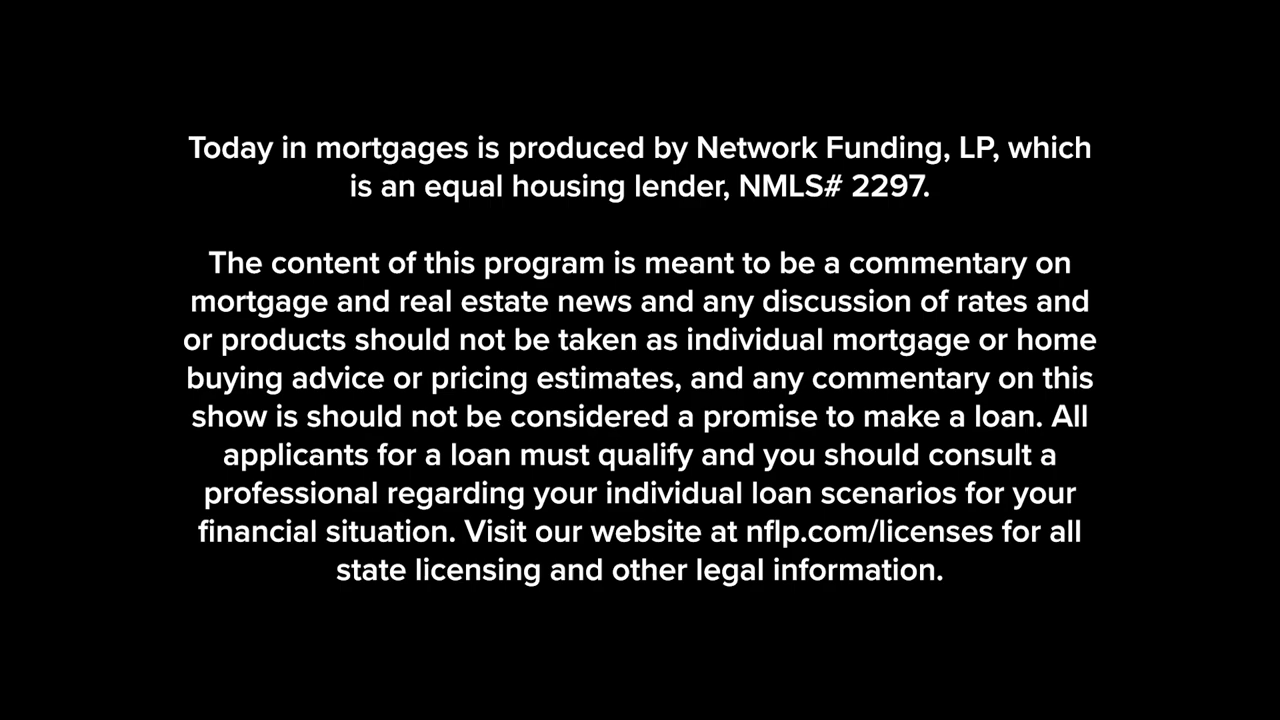 Today in mortgages is produced by Network Funding, LP, which
is an equal housing lender, NMLS# 2297.
The content of this program is meant to be a commentary on
mortgage and real estate news and any discussion of rates and
or products should not be taken as individual mortgage or home
buying advice or pricing estimates, and any commentary on this
show is should not be considered a promise to make a loan. All
applicants for a loan must qualify and you should consult a
professional regarding your individual loan scenarios for your
financial situation. Visit our website at nflp.com/licenses for all
state licensing and other legal information.